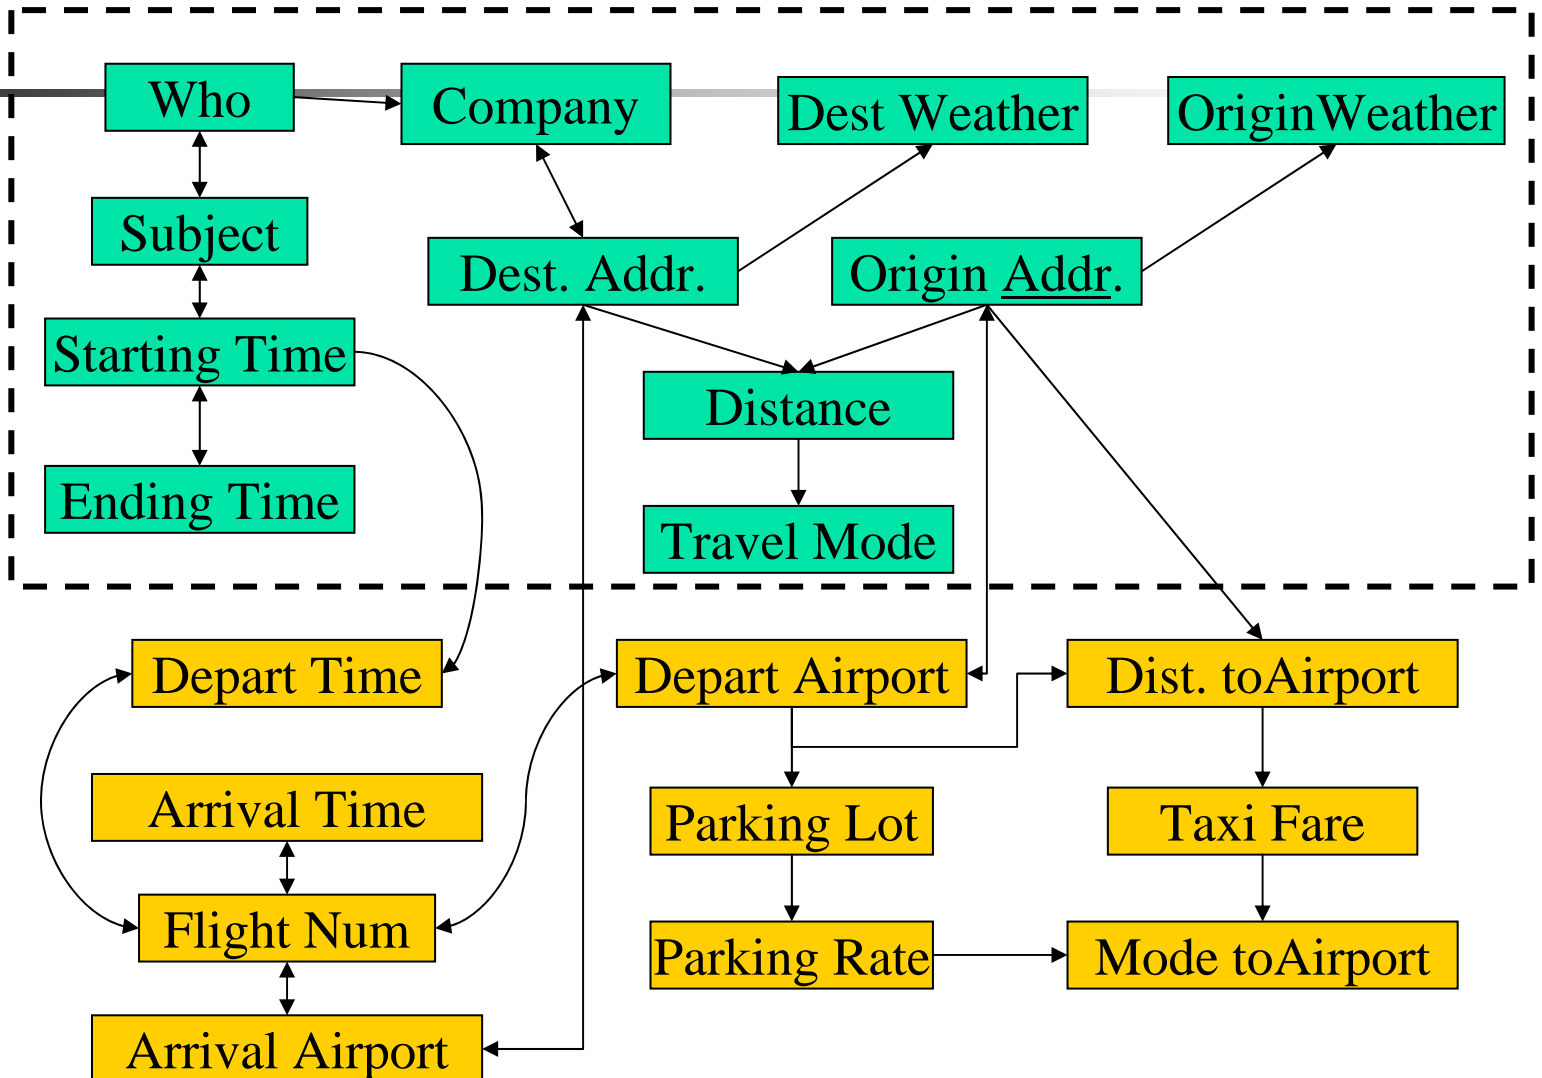 Who
Company
Dest Weather
OriginWeather
Subject
Dest. Addr.
Origin Addr.
Starting Time
Distance
Ending Time
Travel Mode
Depart Time
Depart Airport
Dist. toAirport
Arrival Time
Parking Lot
Taxi Fare
Flight Num
Parking Rate
Mode toAirport
Arrival Airport